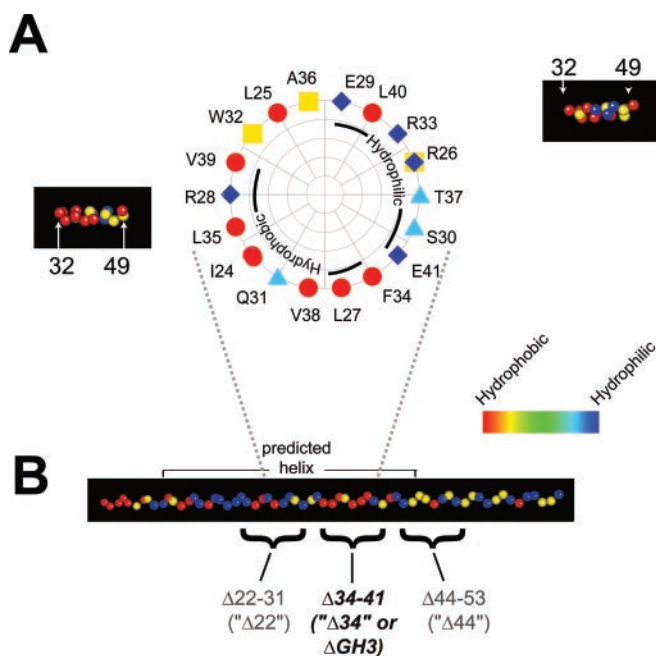 A
32 49
A36 E29
L25 L40
W32 R33
V39 R26
R28 T37
L35 S30
I24 E41
Q31 F34
V38 L27
Hydrophilic
Hydrophobic
32 49
Hydrophobic
Hydrophilic
predicted
helix
B
Δ22-31
("Δ22")
Δ34-41
("Δ34" or
ΔGH3)
Δ44-53
("Δ44")